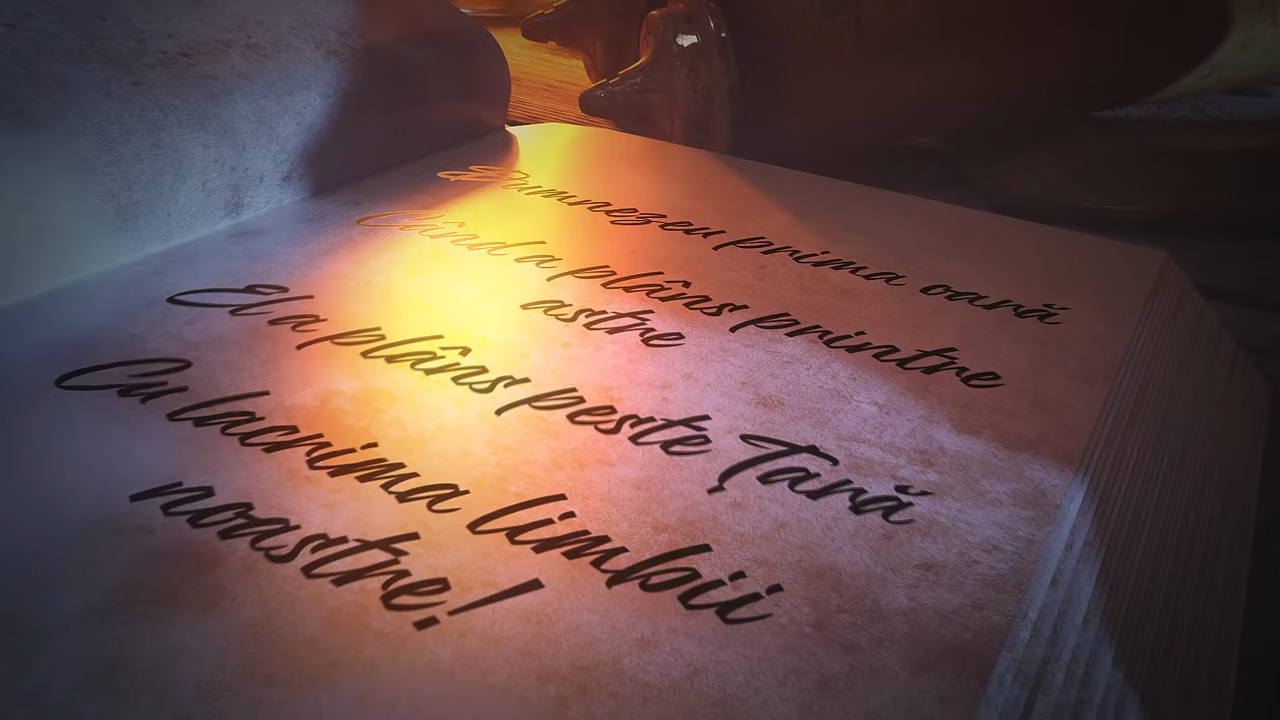 Dumnezeu prima oară
Când a plâns printre
astre
El a plâns peste Țară
Cu lacrima limbii
noastre!